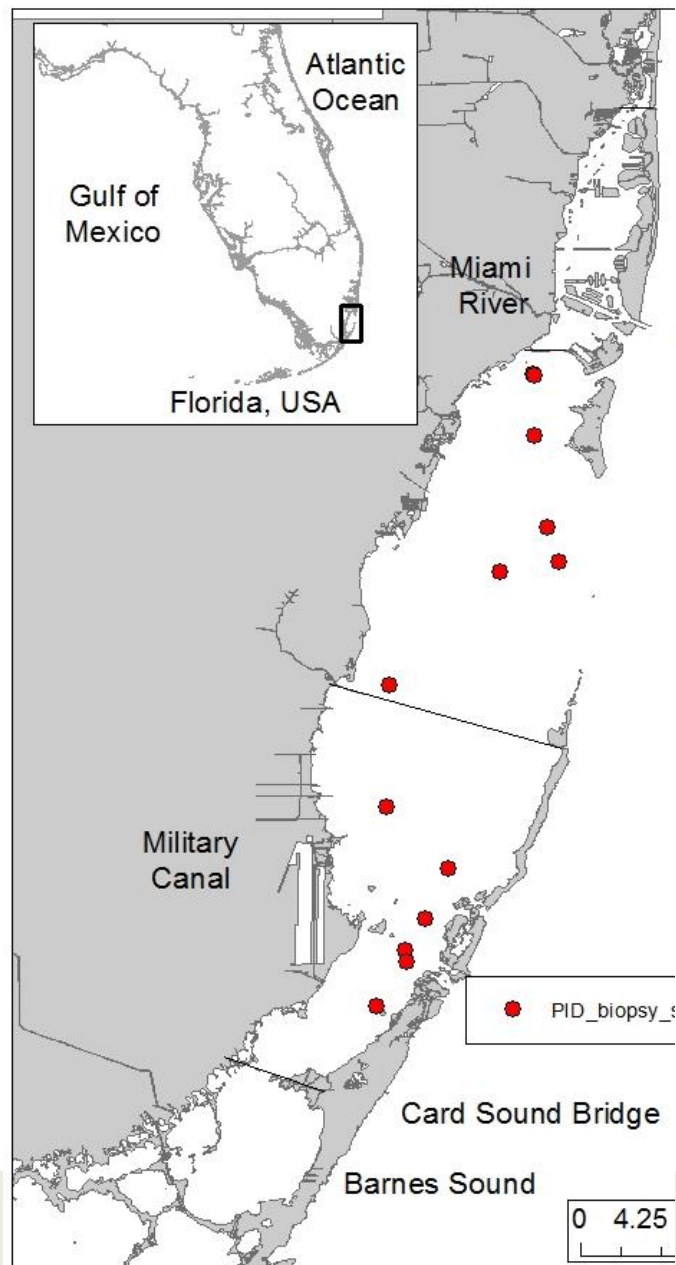 Atlantic
Ocean
Gulf of
Mexico
Florida, USA
Miami
River
Military
Canal
PID_biopsy_s
Card Sound Bridge
Barnes Sound
0 4.25